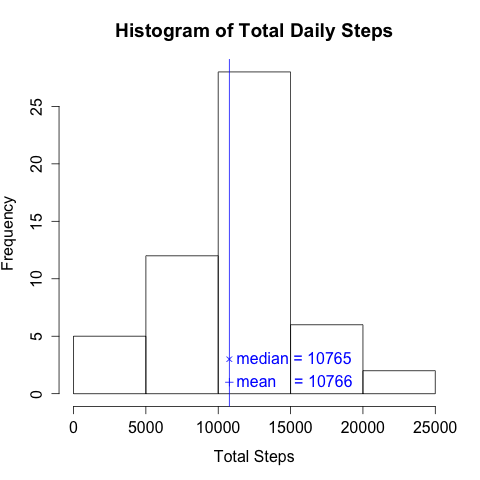 Histogram of Total Daily Steps
Frequency
25
20
15
10
5
0
median = 10765
mean = 10766
0 5000 10000 15000 20000 25000
Total Steps